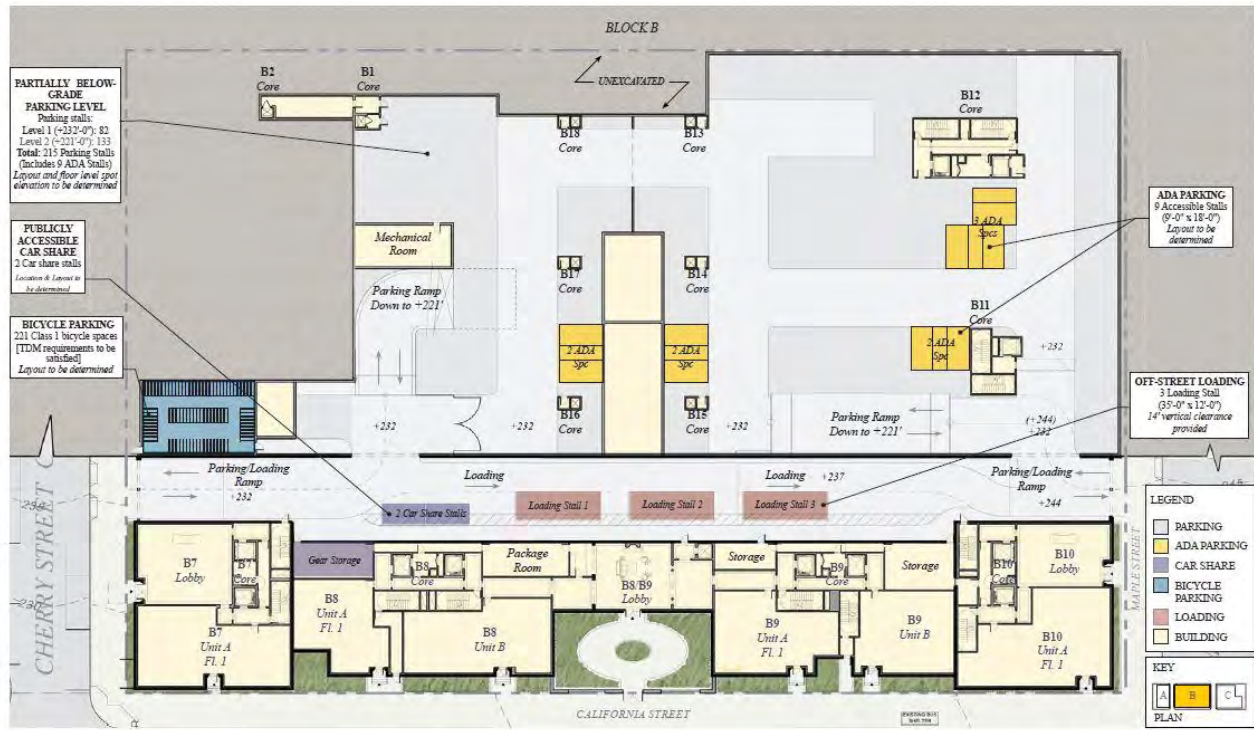 BLOCK B
UNEXCAVATED
PARTIALLY BELOW-
GRADE
PARKING LEVEL
Parking stalls:
Level 1 (+232'-0"): 82
Level 2 (+221'-0"): 133
Total: 215 Parking Stalls
(Includes 9 ADA Stalls)
Layout and floor level spot
elevation to be determined
PUBLICLY
ACCESSIBLE
CAR SHARE
2 Car share stalls
Location & Layout to
be determined
BICYCLE PARKING
221 Class 1 bicycle spaces
[TDM requirements to be
satisfied]
Layout to be determined
B2
Core
B1
Core
B18
Core
B13
Core
B12
Core
Mechanical
Room
B17
Core
B14
Core
3 ADA
Spcs
Parking Ramp
Down to +221'
2 ADA
Spc
2 ADA
Spc
2 ADA
Spc
B11
Core
+232
B16
Core
B15
Core
+232
+232
+232
Parking Ramp
Down to +221'
(+244)
+232
ADA PARKING
9 Accessible Stalls
(9'-0" x 18'-0")
Layout to be
determined
OFF-STREET LOADING
3 Loading Stall
(35'-0" x 12'-0")
14' vertical clearance
provided
Parking/Loading
Ramp
+232
Loading
Loading
+237
Parking/Loading
Ramp
+244
2 Car Share Stalls
Loading Stall 1
Loading Stall 2
Loading Stall 3
CHERRY STREET
230
MAPLE STREET
B7
Lobby
B7
Core
Gear Storage
B8
Core
Package
Room
B8/B9
Lobby
Storage
B9
Core
Storage
B10
Core
B10
Lobby
B7
Unit A
Fl. 1
B8
Unit A
Fl. 1
B8
Unit B
B9
Unit A
Fl. 1
B9
Unit B
B10
Unit A
Fl. 1
CALIFORNIA STREET
LEGEND
PARKING
ADA PARKING
CAR SHARE
BICYCLE
PARKING
LOADING
BUILDING
KEY
A
B
C
PLAN